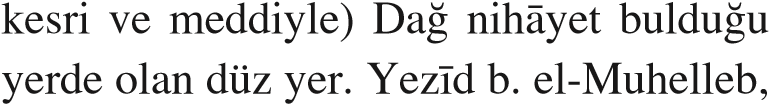 kesri ve meddiyle) Dağ nihāyet bulduğu
yerde olan düz yer. Yezīd b. el-Muhelleb,